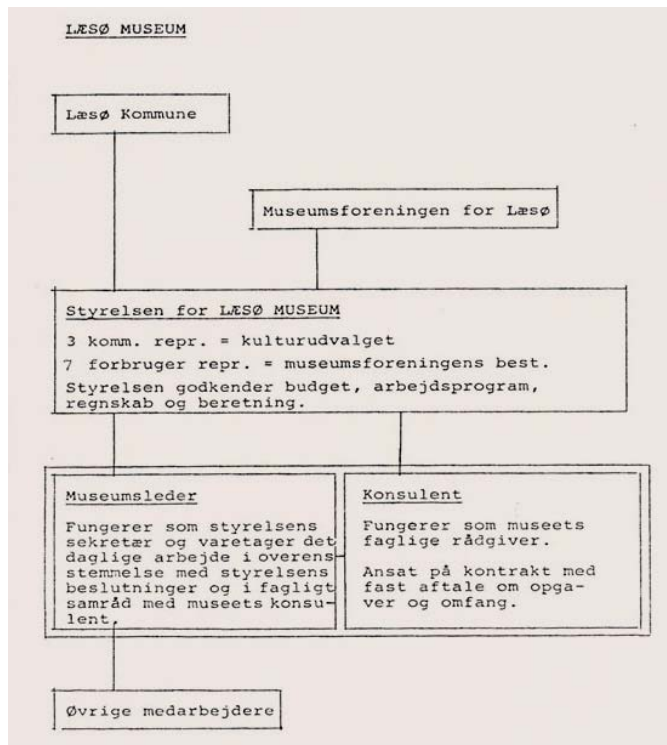 LÆSØ MUSEUM
Læsø Kommune
Museumsforeningen for Læsø
Styrelsen for LÆSØ MUSEUM
3 komm. repr. = kulturudvalget
7 forbruger repr. = museumsforeningens best.
Styrelsen godkender budget, arbejdsprogram,
regnskab og beretning.
Museumsleder
Fungerer som styrelsens
sekretær og varetager det
daglige arbejde i overens
stemmelse med styrelsens
beslutninger og i fagligt
samråd med museets konsu-
lent.
Konsulent
Fungerer som museets
faglige rådgiver.
Ansat på kontrakt med
fast aftale om opga-
ver og omfang.
Øvrige medarbejdere